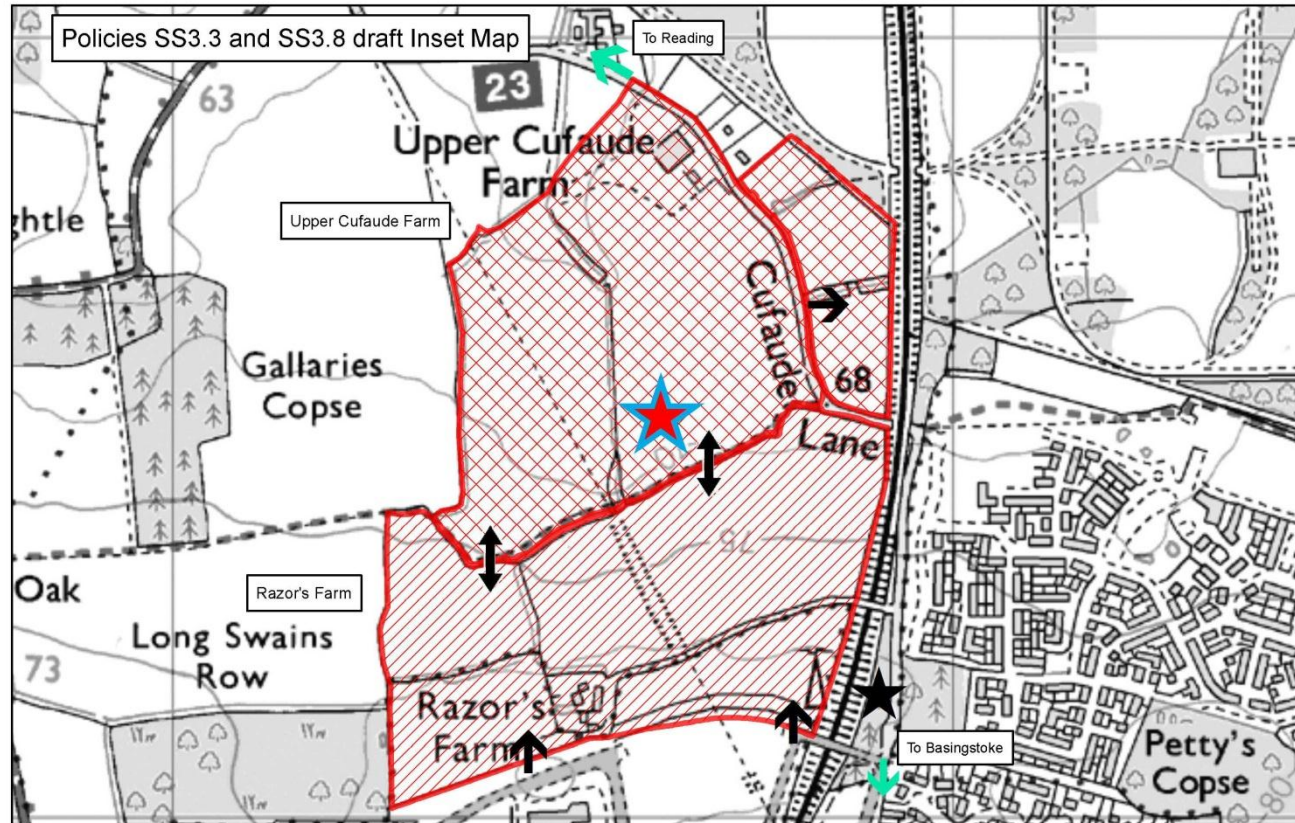 Policies SS3.3 and SS3.8 draft Inset Map
To Reading
23
63
Upper Cufaude
Farm
Upper Cufaude Farm
ghtle
Cufaude
Gallaries
Copse
68
Lane
Oak
Razor's Farm
75
Long Swains
Row
73
Razor's
Farm
To Basingstoke
Petty's
Copse
80